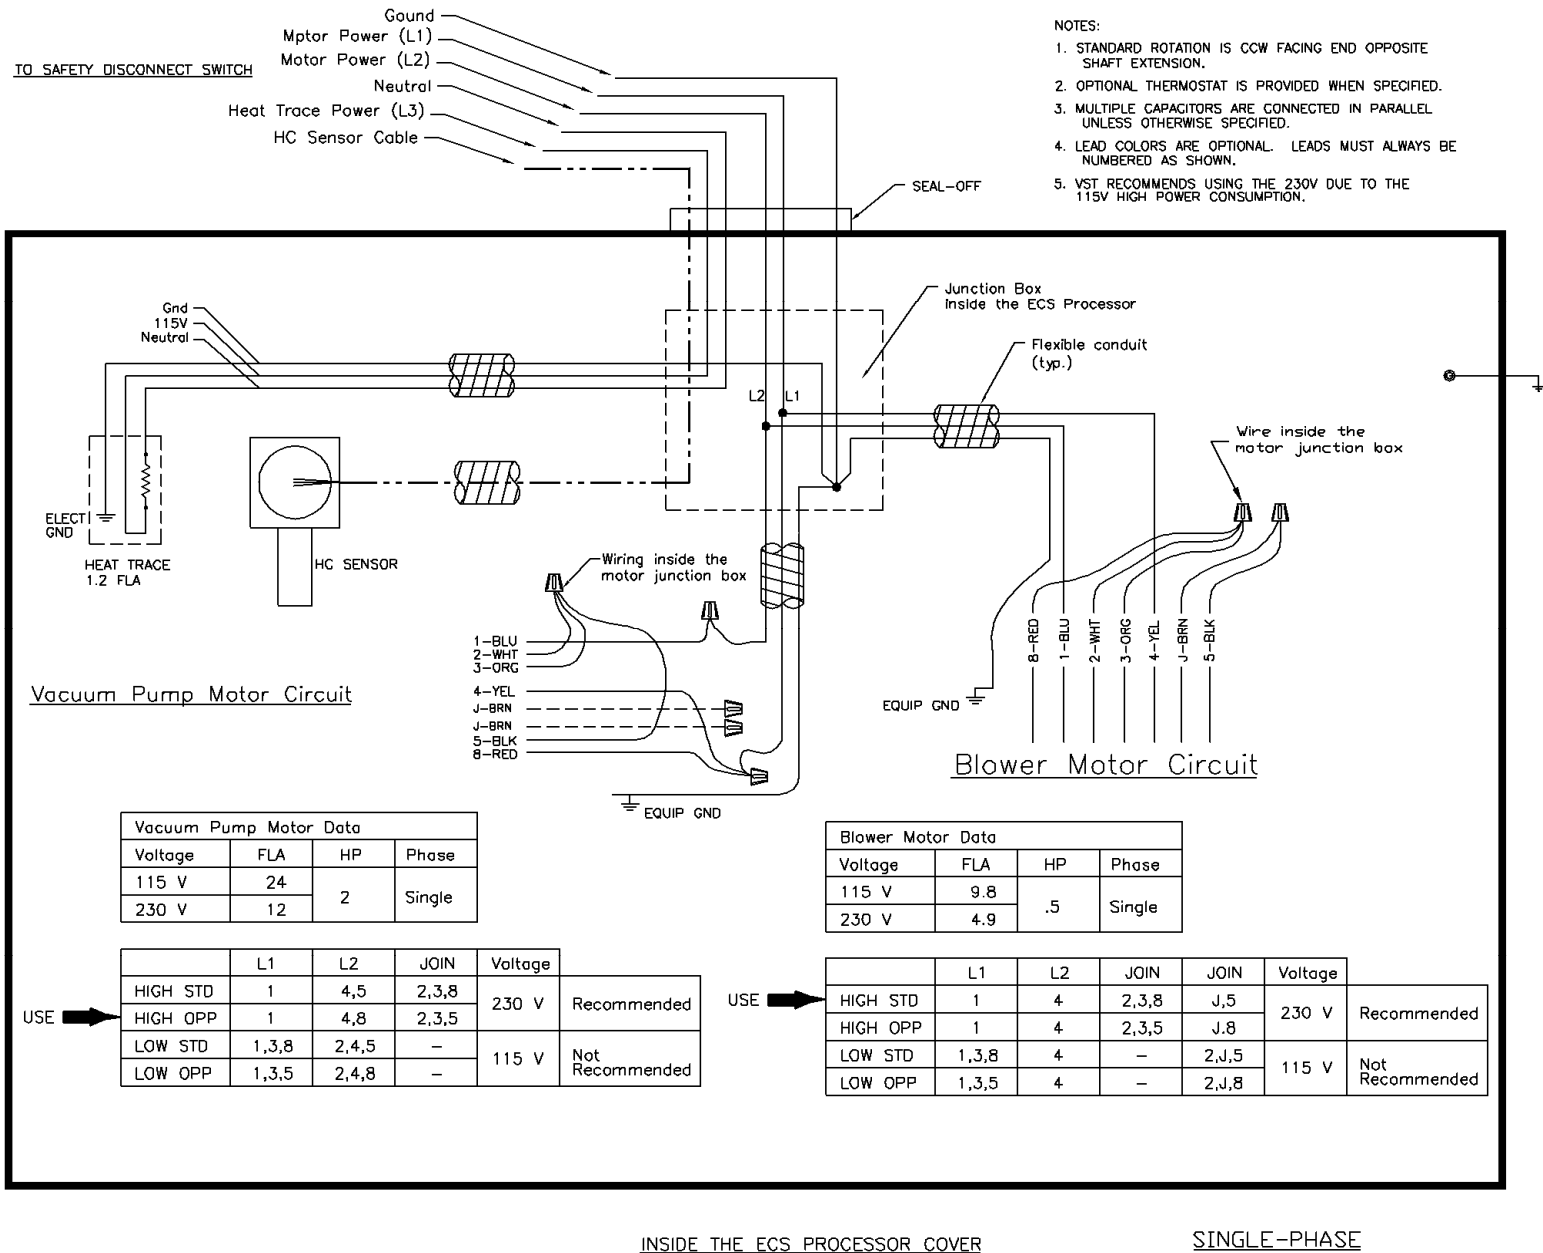 Gound
Mptor Power (L1)
Motor Power (L2)
Neutral
Heat Trace Power (L3)
HC Sensor Cable
TO SAFETY DISCONNECT SWITCH
NOTES:
1. STANDARD ROTATION IS CCW FACING END OPPOSITE
SHAFT EXTENSION.
2. OPTIONAL THERMOSTAT IS PROVIDED WHEN SPECIFIED.
3. MULTIPLE CAPACITORS ARE CONNECTED IN PARALLEL
UNLESS OTHERWISE SPECIFIED.
4. LEAD COLORS ARE OPTIONAL. LEADS MUST ALWAYS BE
NUMBERED AS SHOWN.
5. VST RECOMMENDS USING THE 230V DUE TO THE
115V HIGH POWER CONSUMPTION.
SEAL-OFF
Junction Box
inside the ECS Processor
Gnd
115V
Neutral
Flexible conduit
(typ.)
L2 L1
Wire inside the
motor junction box
ELECT
GND
HEAT TRACE
1.2 FLA
HC SENSOR
Wiring inside the
motor junction box
1-BLU
2-WHT
3-ORG
4-YEL
J-BRN
J-BRN
5-BLK
8-RED
8-RED
1-BLU
2-WHT
3-ORG
4-YEL
J-BRN
5-BLK
Vacuum Pump Motor Circuit
EQUIP GND
Blower Motor Circuit
EQUIP GND
Vacuum Pump Motor Data
Voltage FLA HP Phase
115 V 24
2 Single
230 V 12
Blower Motor Data
Voltage FLA HP Phase
115 V 9.8
.5 Single
230 V 4.9
L1 L2 JOIN Voltage
HIGH STD 1 4,5 2,3,8
230 V Recommended
USE HIGH OPP 1 4,8 2,3,5
LOW STD 1,3,8 2,4,5 -
115 V Not
Recommended
LOW OPP 1,3,5 2,4,8 -
L1 L2 JOIN JOIN Voltage
USE HIGH STD 1 4 2,3,8 J,5
230 V Recommended
HIGH OPP 1 4 2,3,5 J.8
LOW STD 1,3,8 4 - 2,J,5
115 V Not
Recommended
LOW OPP 1,3,5 4 - 2,J,8
INSIDE THE ECS PROCESSOR COVER
SINGLE-PHASE